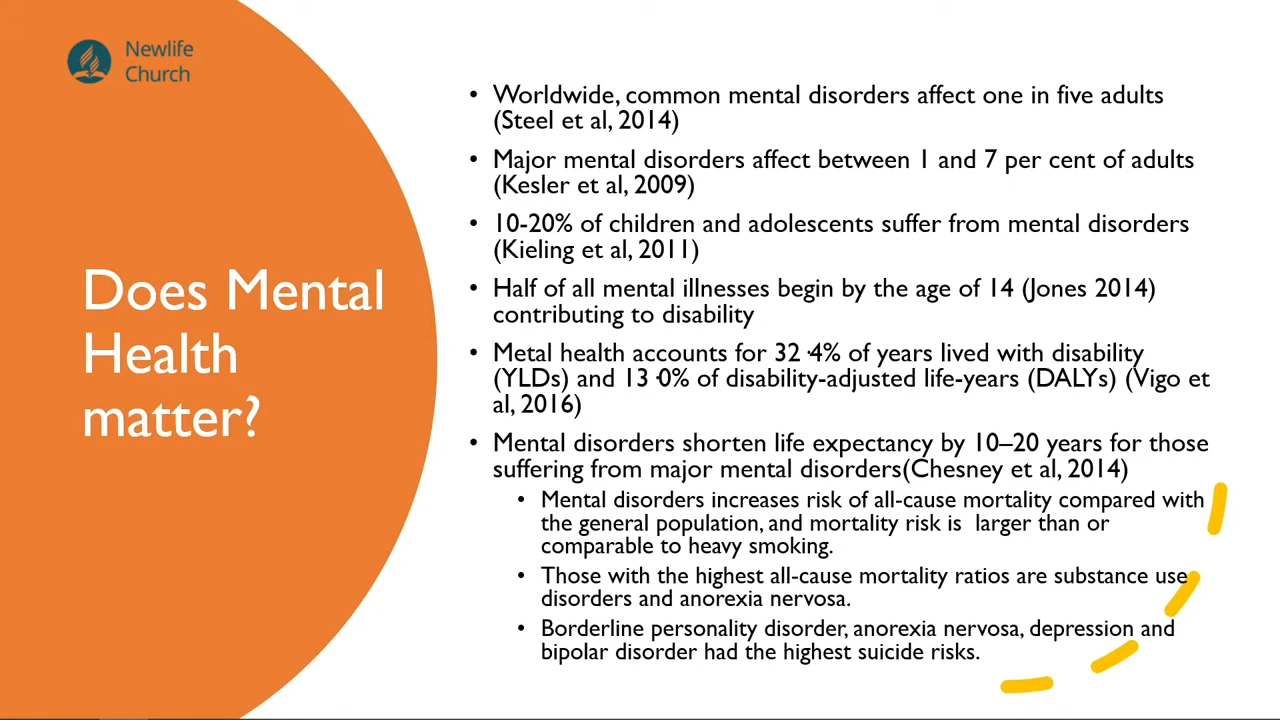 Newlife
Church
Does Mental
Health
matter?
• Worldwide, common mental disorders affect one in five adults
(Steel et al, 2014)
• Major mental disorders affect between 1 and 7 per cent of adults
(Kesler et al, 2009)
• 10-20% of children and adolescents suffer from mental disorders
(Kieling et al, 2011)
• Half of all mental illnesses begin by the age of 14 (Jones 2014)
contributing to disability
• Metal health accounts for 32·4% of years lived with disability
(YLDs) and 13·0% of disability-adjusted life-years (DALYs) (Vigo et
al, 2016)
• Mental disorders shorten life expectancy by 10–20 years for those
suffering from major mental disorders(Chesney et al, 2014)
• Mental disorders increases risk of all-cause mortality compared with
the general population, and mortality risk is larger than or
comparable to heavy smoking.
• Those with the highest all-cause mortality ratios are substance use
disorders and anorexia nervosa.
• Borderline personality disorder, anorexia nervosa, depression and
bipolar disorder had the highest suicide risks.